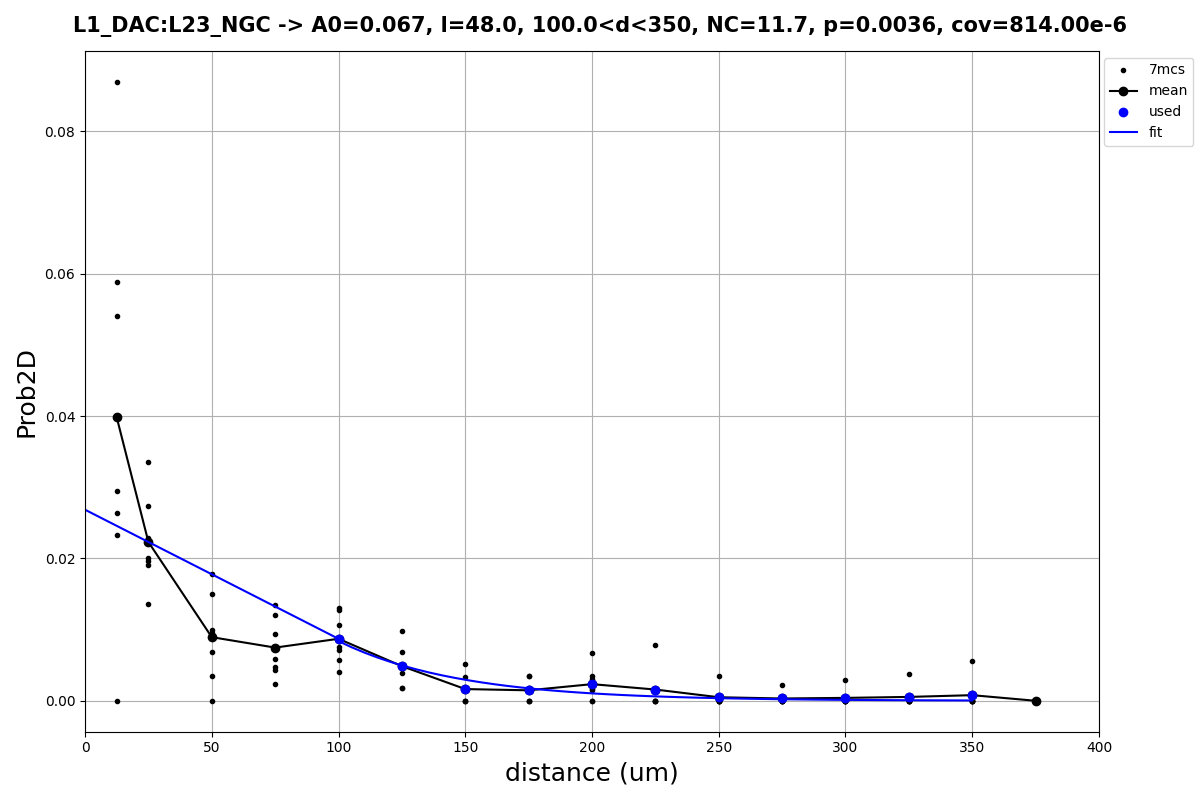 L1_DAC:L23_NGC -> A0=0.067, l=48.0, 100.0<d<350, NC=11.7, p=0.0036, cov=814.00e-6
7mcs
mean
used
fit
0.08
0.06
0.04
0.02
0.00
Prob2D
0 50 100 150 200 250 300 350 400
distance (um)